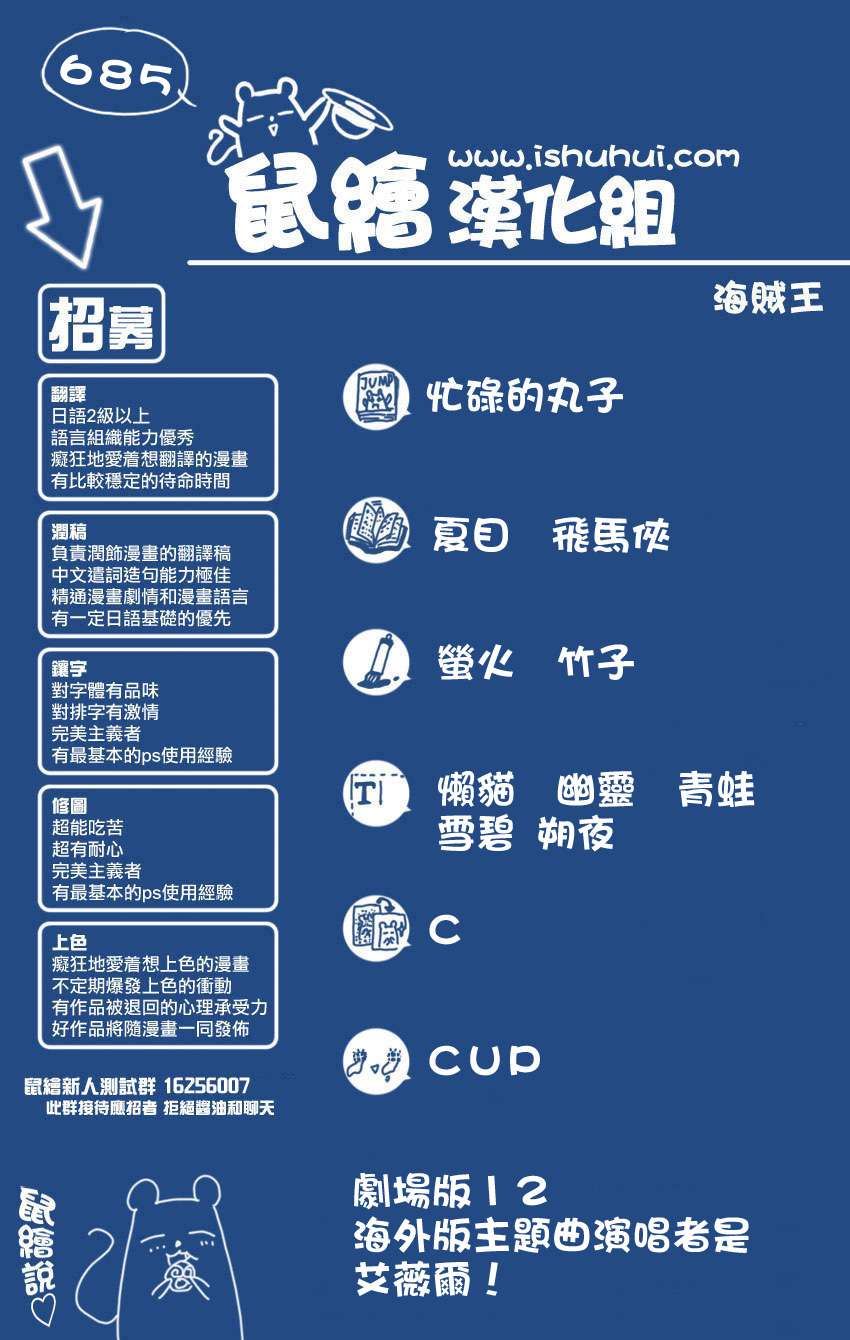 685
www.ishuhui.com
鼠繪漢化組
海賊王
招募
翻譯
日語2級以上
語言組織能力優秀
癡狂地愛着想翻譯的漫畫
有比較穩定的待命時間
潤稿
負責潤飾漫畫的翻譯稿
中文遣詞造句能力極佳
精通漫畫劇情和漫畫語言
有一定日語基礎的優先
鑲字
對字體有品味
對排字有激情
完美主義者
有最基本的ps使用經驗
修圖
超能吃苦
超有耐心
完美主義者
有最基本的ps使用經驗
上色
癡狂地愛着想上色的漫畫
不定期爆發上色的衝動
有作品被退回的心理承受力
好作品將隨漫畫一同發佈
鼠繪新人測試群 16256007
此群接待應招者 拒絕醬油和聊天
JUMP
忙碌的丸子
夏目 飛馬俠
螢火 竹子
T
懶貓 幽靈 青蛙
雪碧 朔夜
C
CUP
鼠繪說♡
劇場版12
海外版主題曲演唱者是
艾薇爾！